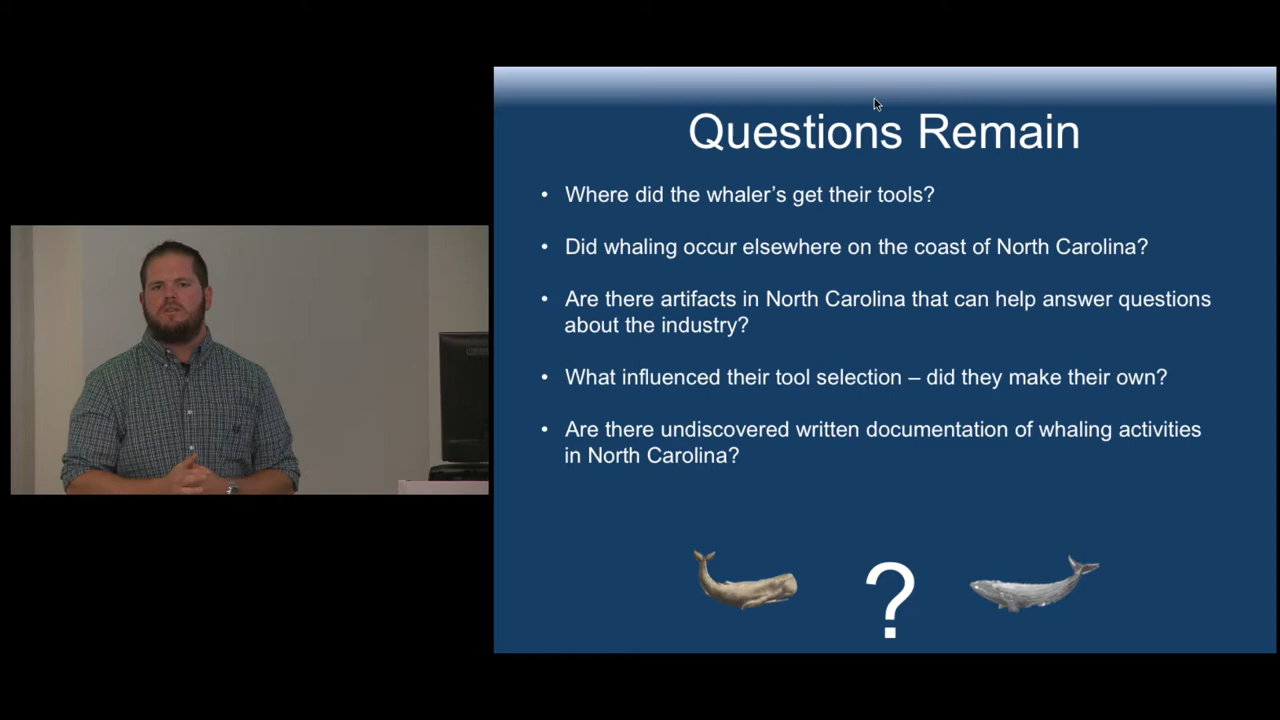 Questions Remain
• Where did the whaler’s get their tools?
• Did whaling occur elsewhere on the coast of North Carolina?
• Are there artifacts in North Carolina that can help answer questions
about the industry?
• What influenced their tool selection – did they make their own?
• Are there undiscovered written documentation of whaling activities
in North Carolina?
?